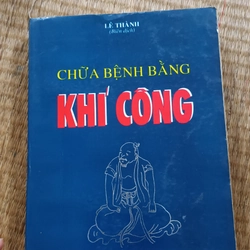 LÊ THÀNH
(Biên dịch)
CHỮA BỆNH BẰNG
KHÍ CÔNG